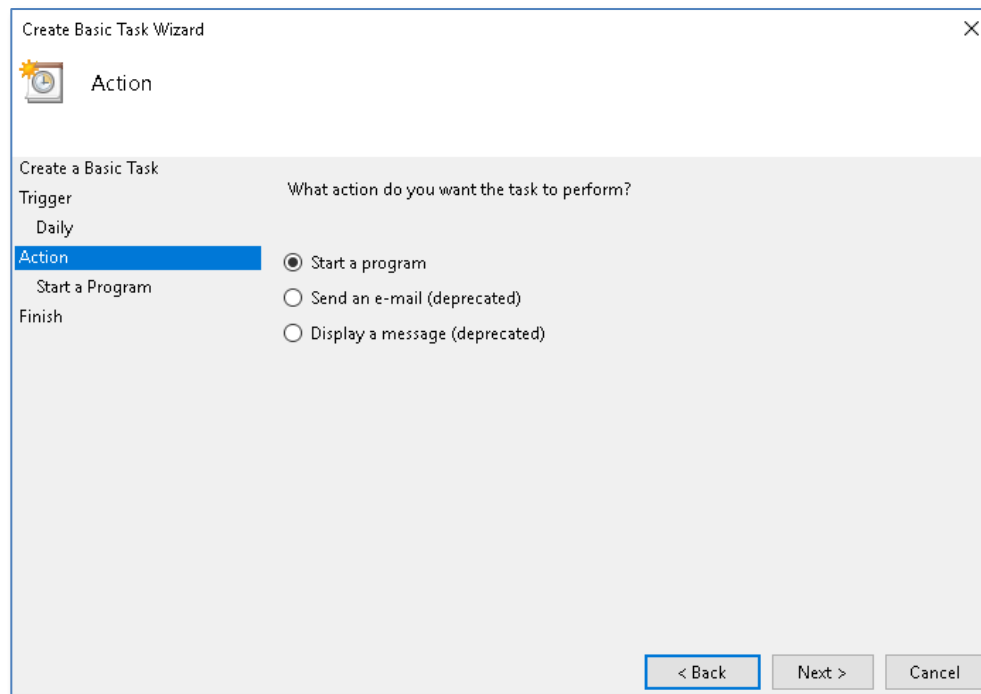 Create Basic Task Wizard
Action
Create a Basic Task
Trigger
Daily
Action
Start a Program
Finish
What action do you want the task to perform?
Start a program
Send an e-mail (deprecated)
Display a message (deprecated)
< Back
Next >
Cancel